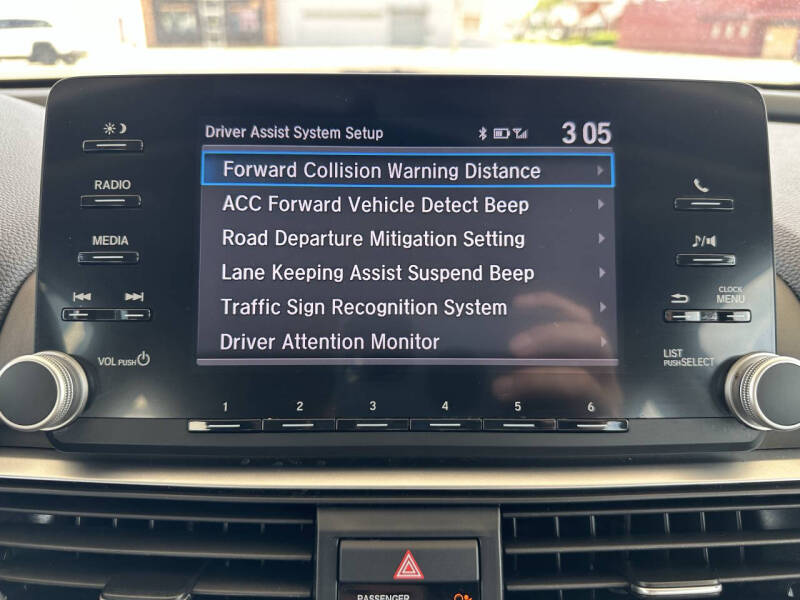 Driver Assist System Setup
3 05
Forward Collision Warning Distance
ACC Forward Vehicle Detect Beep
Road Departure Mitigation Setting
Lane Keeping Assist Suspend Beep
Traffic Sign Recognition System
Driver Attention Monitor
RADIO
MEDIA
VOL PUSH
CLOCK
MENU
LIST
PUSH SELECT
1 2 3 4 5 6
PASSENGER